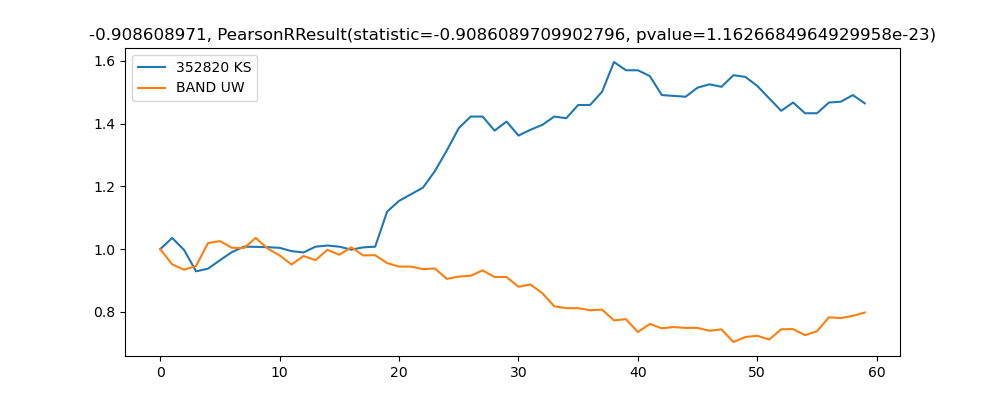 -0.908608971, PearsonRResult(statistic=-0.9086089709902796, pvalue=1.1626684964929958e-23)
352820 KS
BAND UW
1.6
1.4
1.2
1.0
0.8
0 10 20 30 40 50 60